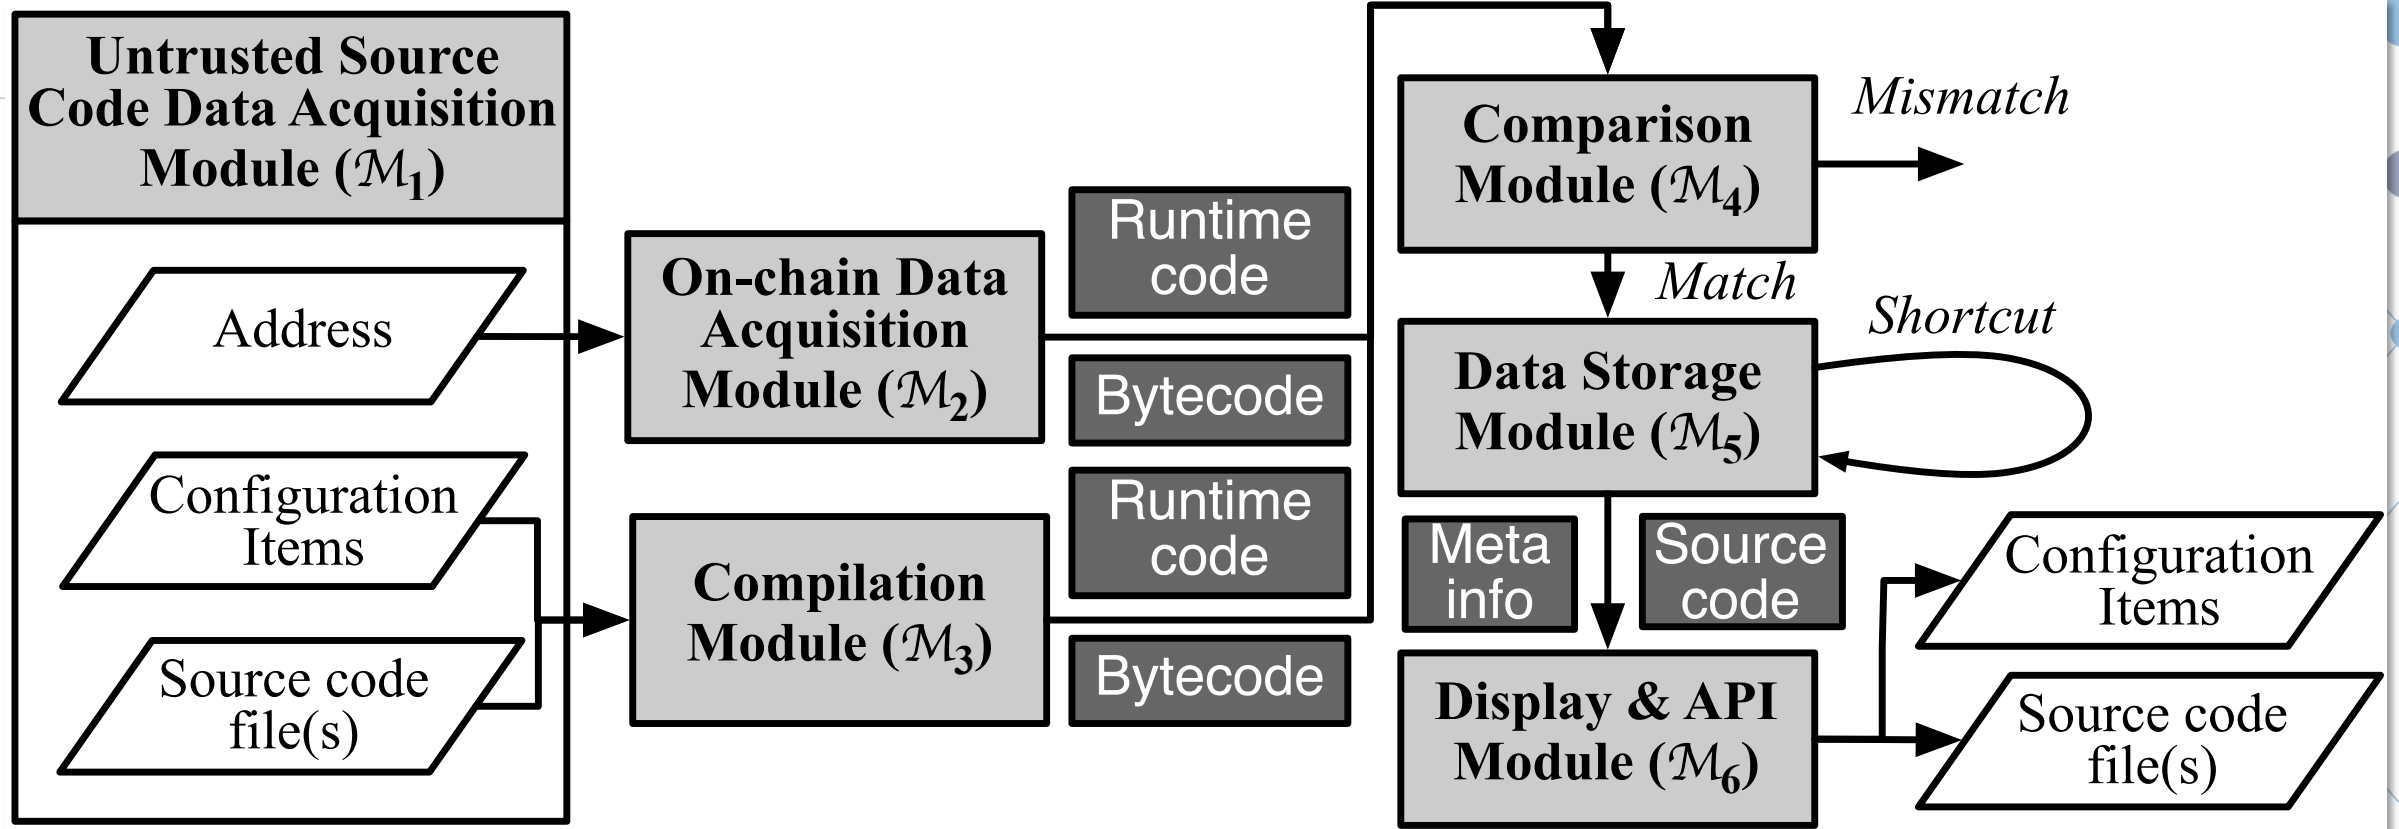 Untrusted Source
Code Data Acquisition
Module (ℳ1)
Address
Configuration
Items
Source code
file(s)
On-chain Data
Acquisition
Module (ℳ2)
Compilation
Module (ℳ3)
Runtime
code
Bytecode
Runtime
code
Bytecode
Comparison
Module (ℳ4)
Mismatch
Match
Data Storage
Module (ℳ5)
Shortcut
Meta
info
Source
code
Display & API
Module (ℳ6)
Configuration
Items
Source code
file(s)